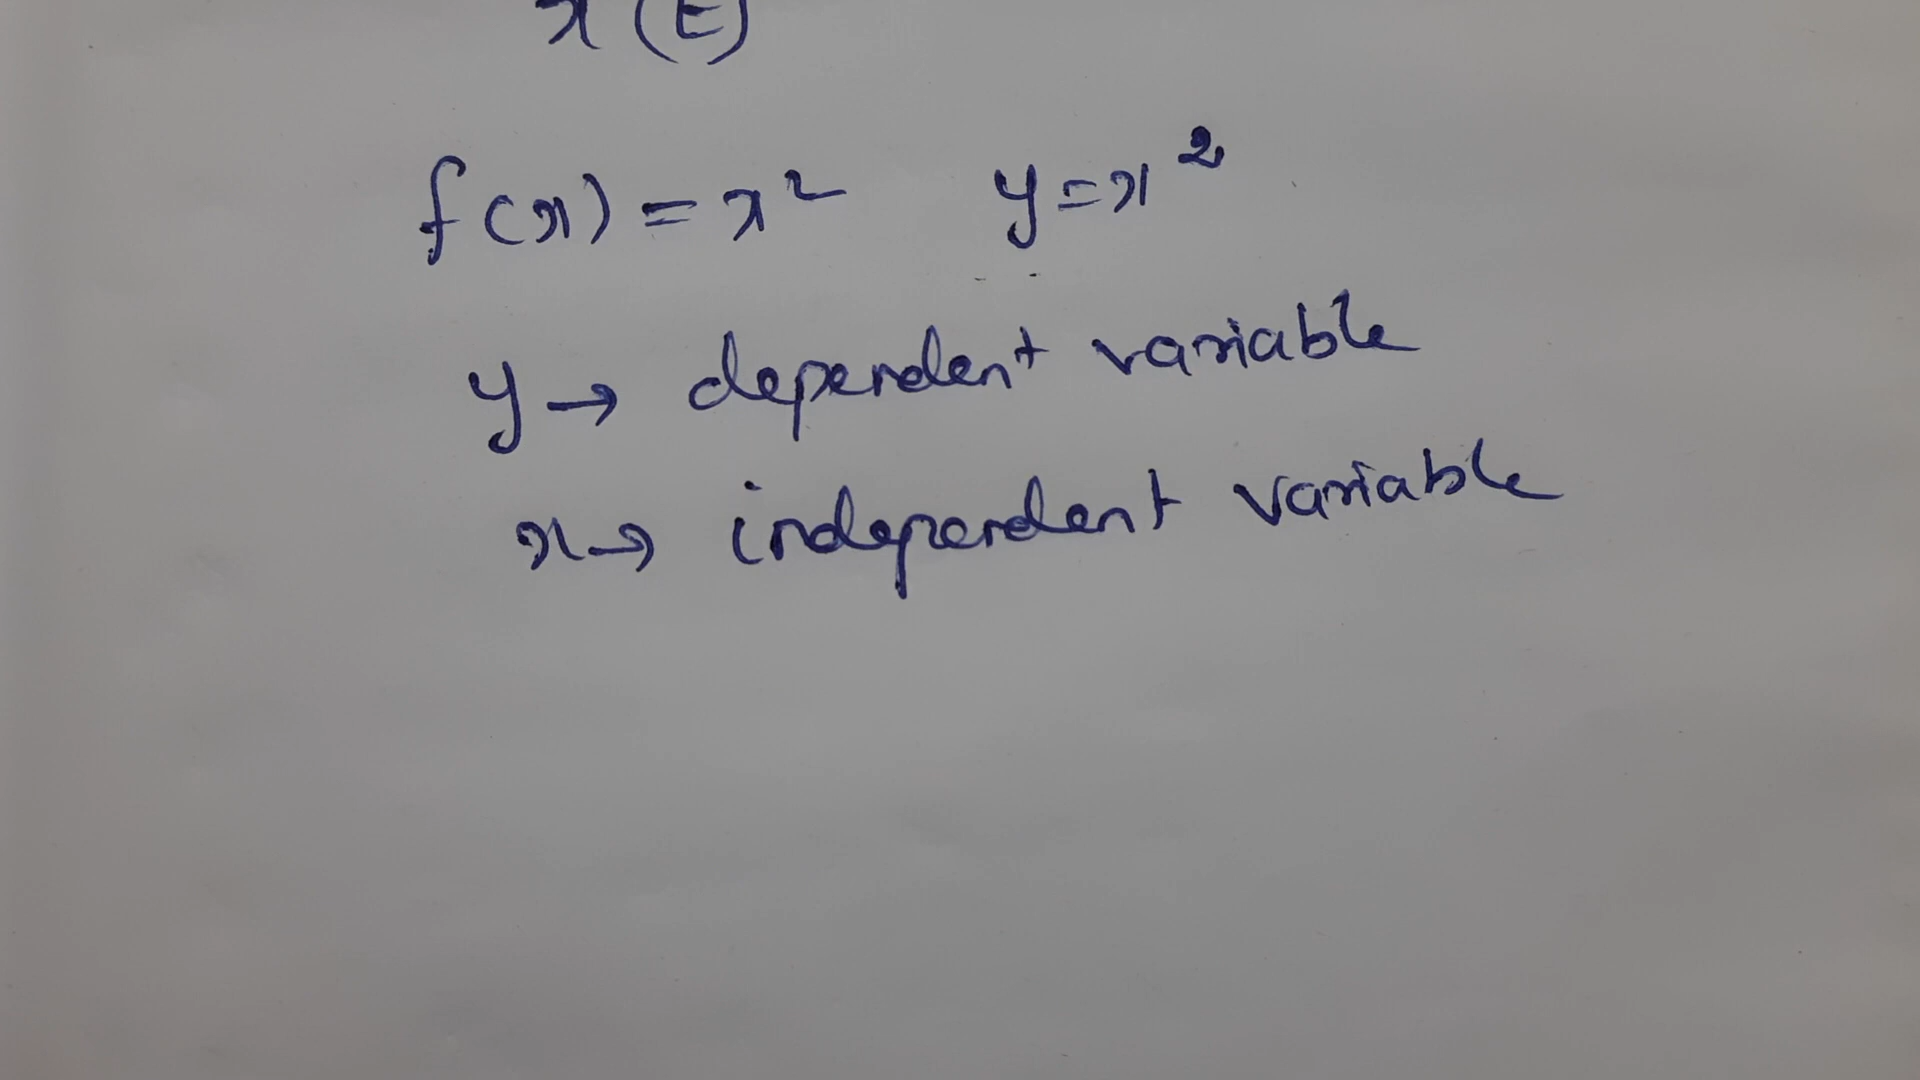 x(t)
f(x) = x² y=x²
y→ dependent variable
x→ independent variable